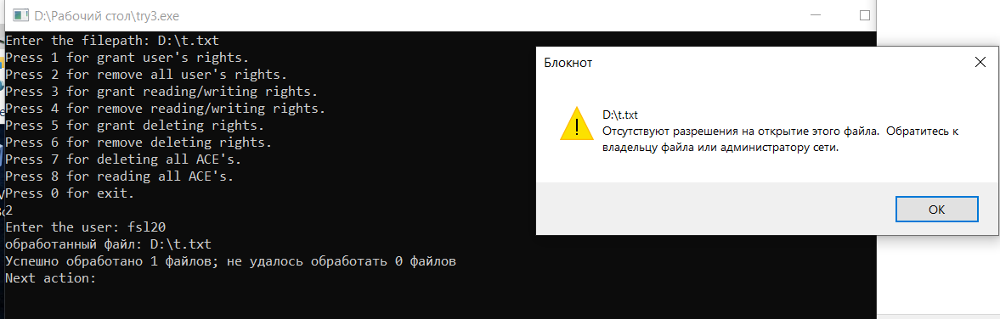 D:\Рабочий стол\try3.exe
Enter the filepath: D:\t.txt
Press 1 for grant user's rights.
Press 2 for remove all user's rights.
Press 3 for grant reading/writing rights.
Press 4 for remove reading/writing rights.
Press 5 for grant deleting rights.
Press 6 for remove deleting rights.
Press 7 for deleting all ACE's.
Press 8 for reading all ACE's.
Press 0 for exit.
2
Enter the user: fsl20
обработанный файл: D:\t.txt
Успешно обработано 1 файлов; не удалось обработать 0 файлов
Next action:
Блокнот
D:\t.txt
Отсутствуют разрешения на открытие этого файла.  Обратитесь к
владельцу файла или администратору сети.
ОК